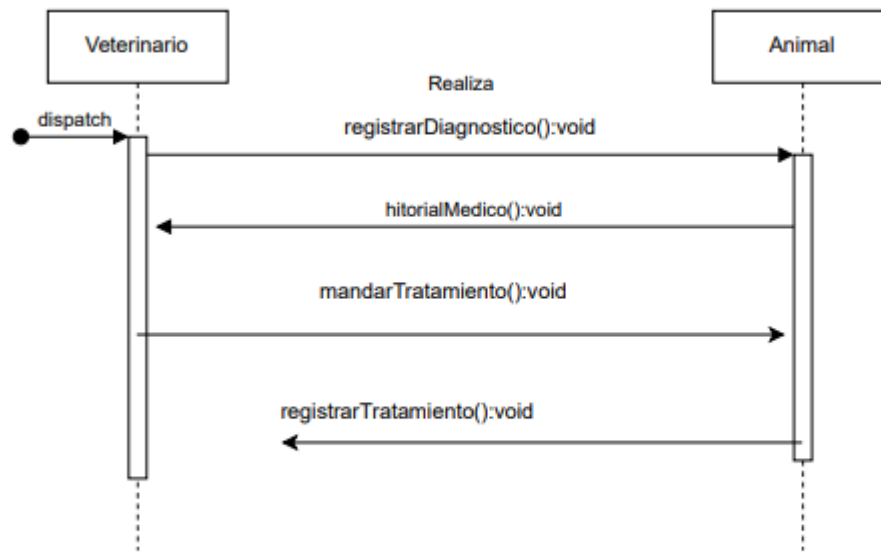 Veterinario
Animal
Realiza
dispatch
registrarDiagnostico():void
hitorialMedico():void
mandarTratamiento():void
registrarTratamiento():void